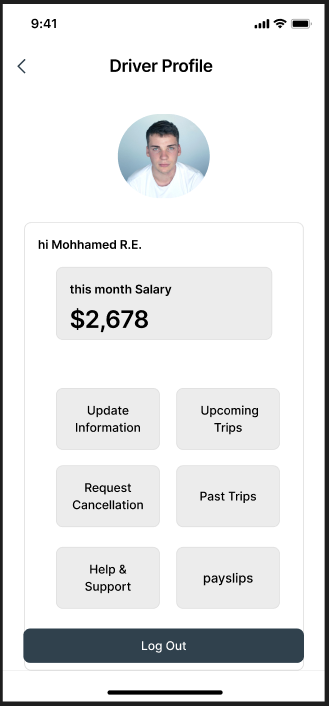 9:41
Driver Profile
hi Mohhamed R.E.
this month Salary
$2,678
Update
Information
Upcoming
Trips
Request
Cancellation
Past Trips
Help &
Support
payslips
Log Out